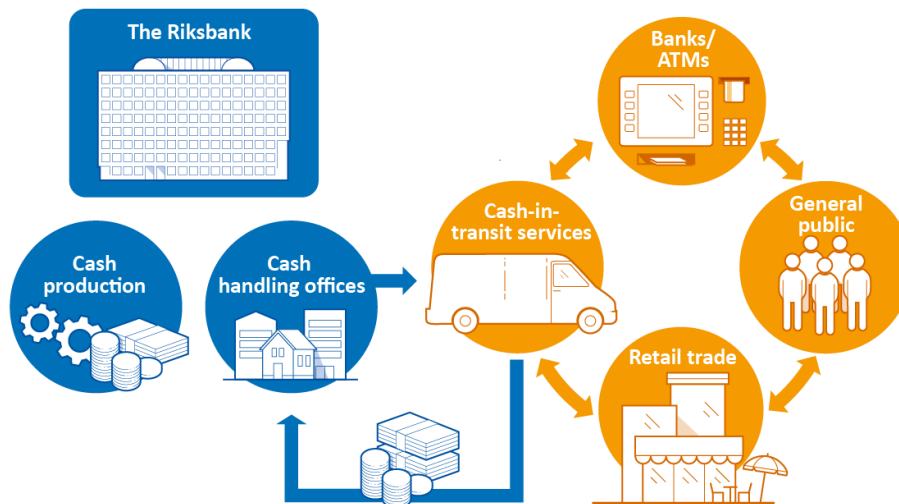 The Riksbank
Banks/
ATMs
Cash
production
Cash
handling offices
Cash-in-
transit services
General
public
Retail trade